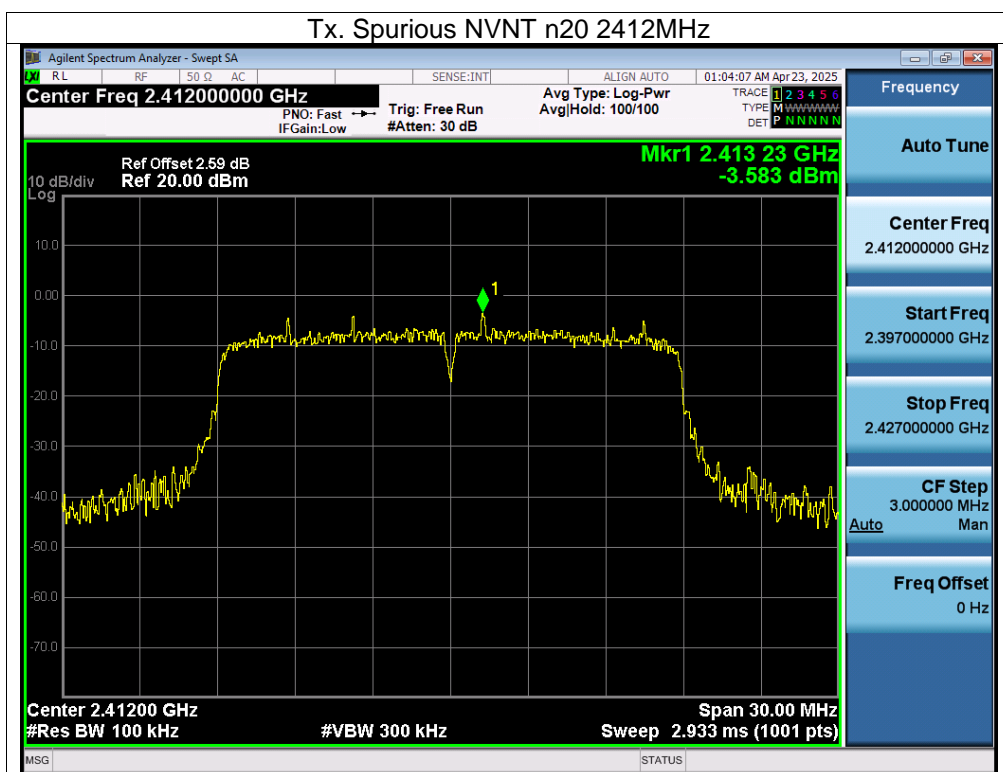 Tx. Spurious NVNT n20 2412MHz
Agilent Spectrum Analyzer - Swept SA
LXI RL RF 50 Ω AC SENSE:INT ALIGN AUTO 01:04:07 AM Apr 23, 2025
Center Freq 2.412000000 GHz
PNO: Fast
IFGain:Low
Trig: Free Run
#Atten: 30 dB
Avg Type: Log-Pwr
Avg|Hold: 100/100
TRACE 1 2 3 4 5 6
TYPE M WWWWW
DET P N N N N N
Mkr1 2.413 23 GHz
-3.583 dBm
Ref Offset 2.59 dB
10 dB/div Ref 20.00 dBm
Log
10.0
0.00
-10.0
-20.0
-30.0
-40.0
-50.0
-60.0
-70.0
1
Center 2.41200 GHz Span 30.00 MHz
#Res BW 100 kHz #VBW 300 kHz Sweep 2.933 ms (1001 pts)
MSG STATUS
Frequency
Auto Tune
Center Freq
2.412000000 GHz
Start Freq
2.397000000 GHz
Stop Freq
2.427000000 GHz
CF Step
3.000000 MHz
Auto Man
Freq Offset
0 Hz